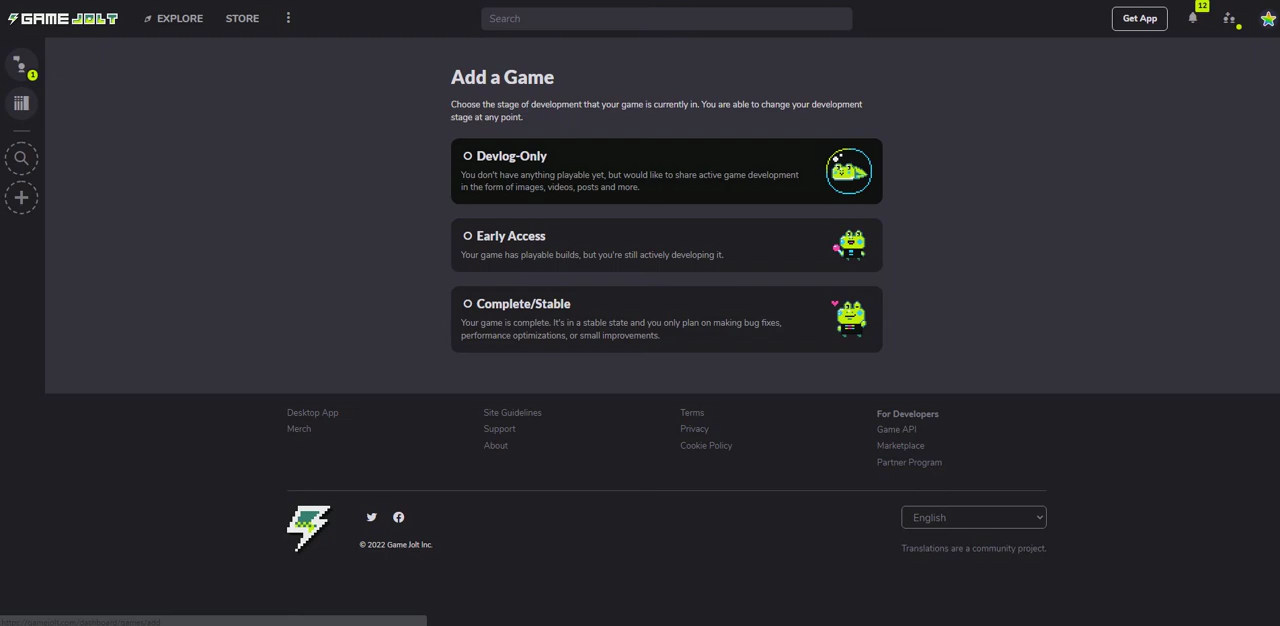 GAME JOLT
EXPLORE
STORE
Search
Get App
12
1
Add a Game
Choose the stage of development that your game is currently in. You are able to change your development
stage at any point.
Devlog-Only
You don't have anything playable yet, but would like to share active game development
in the form of images, videos, posts and more.
Early Access
Your game has playable builds, but you're still actively developing it.
Complete/Stable
Your game is complete. It's in a stable state and you only plan on making bug fixes,
performance optimizations, or small improvements.
Desktop App
Merch
Site Guidelines
Support
About
Terms
Privacy
Cookie Policy
For Developers
Game API
Marketplace
Partner Program
© 2022 Game Jolt Inc.
English
Translations are a community project.
https://gamejolt.com/dashboard/games/add